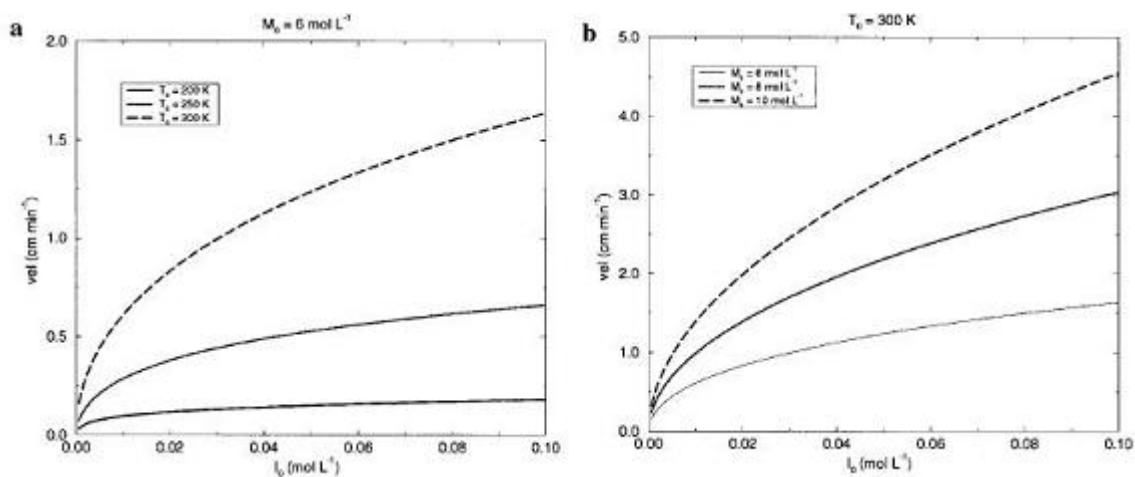 a
M₀ = 6 mol L⁻¹
2.0
1.5
1.0
0.5
0.0
vel (cm min⁻¹)
T₀ = 200 K
T₀ = 250 K
T₀ = 300 K
0.00 0.02 0.04 0.06 0.08 0.10
I₀ (mol L⁻¹)
b
T₀ = 300 K
5.0
4.0
3.0
2.0
1.0
0.0
vel (cm min⁻¹)
M₀ = 6 mol L⁻¹
M₀ = 8 mol L⁻¹
M₀ = 10 mol L⁻¹
0.00 0.02 0.04 0.06 0.08 0.10
I₀ (mol L⁻¹)